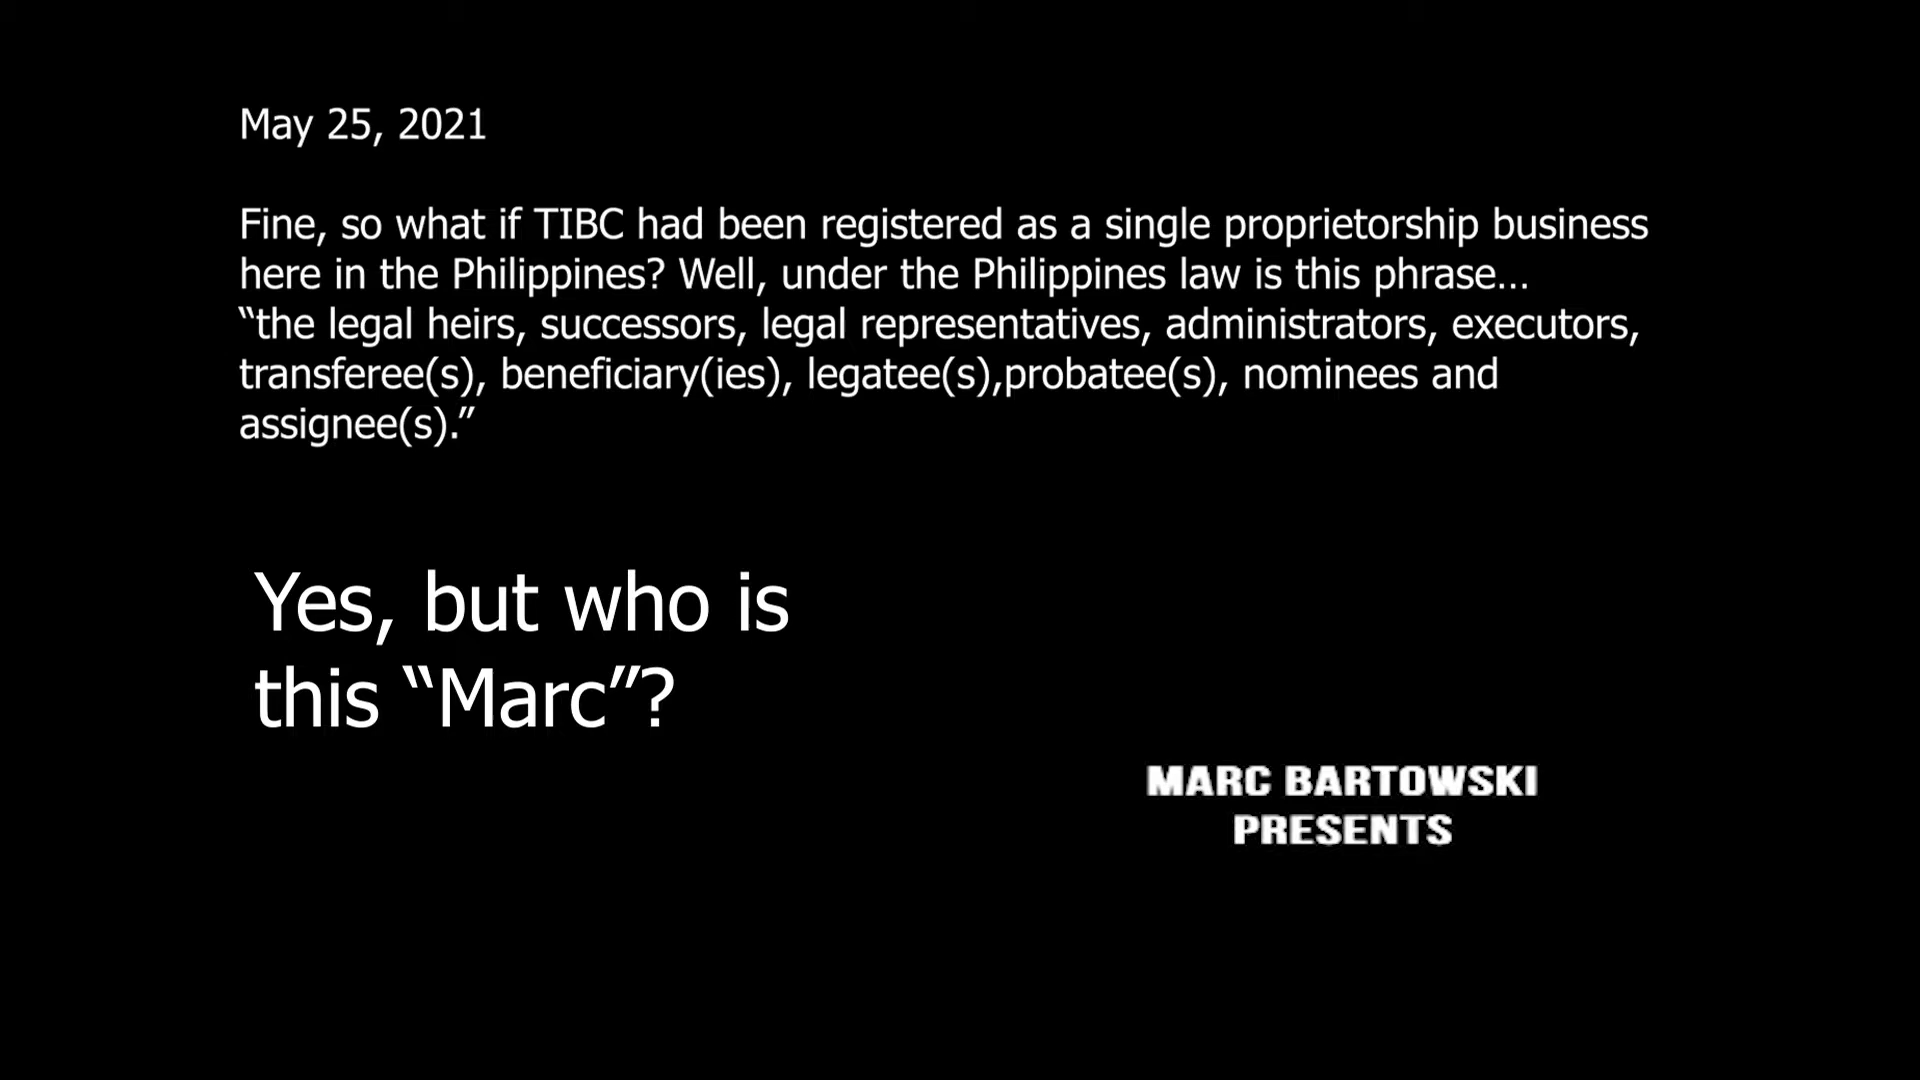 May 25, 2021
Fine, so what if TIBC had been registered as a single proprietorship business
here in the Philippines? Well, under the Philippines law is this phrase...
“the legal heirs, successors, legal representatives, administrators, executors,
transferee(s), beneficiary(ies), legatee(s),probatee(s), nominees and
assignee(s).”
Yes, but who is
this “Marc”?
MARC BARTOWSKI
PRESENTS